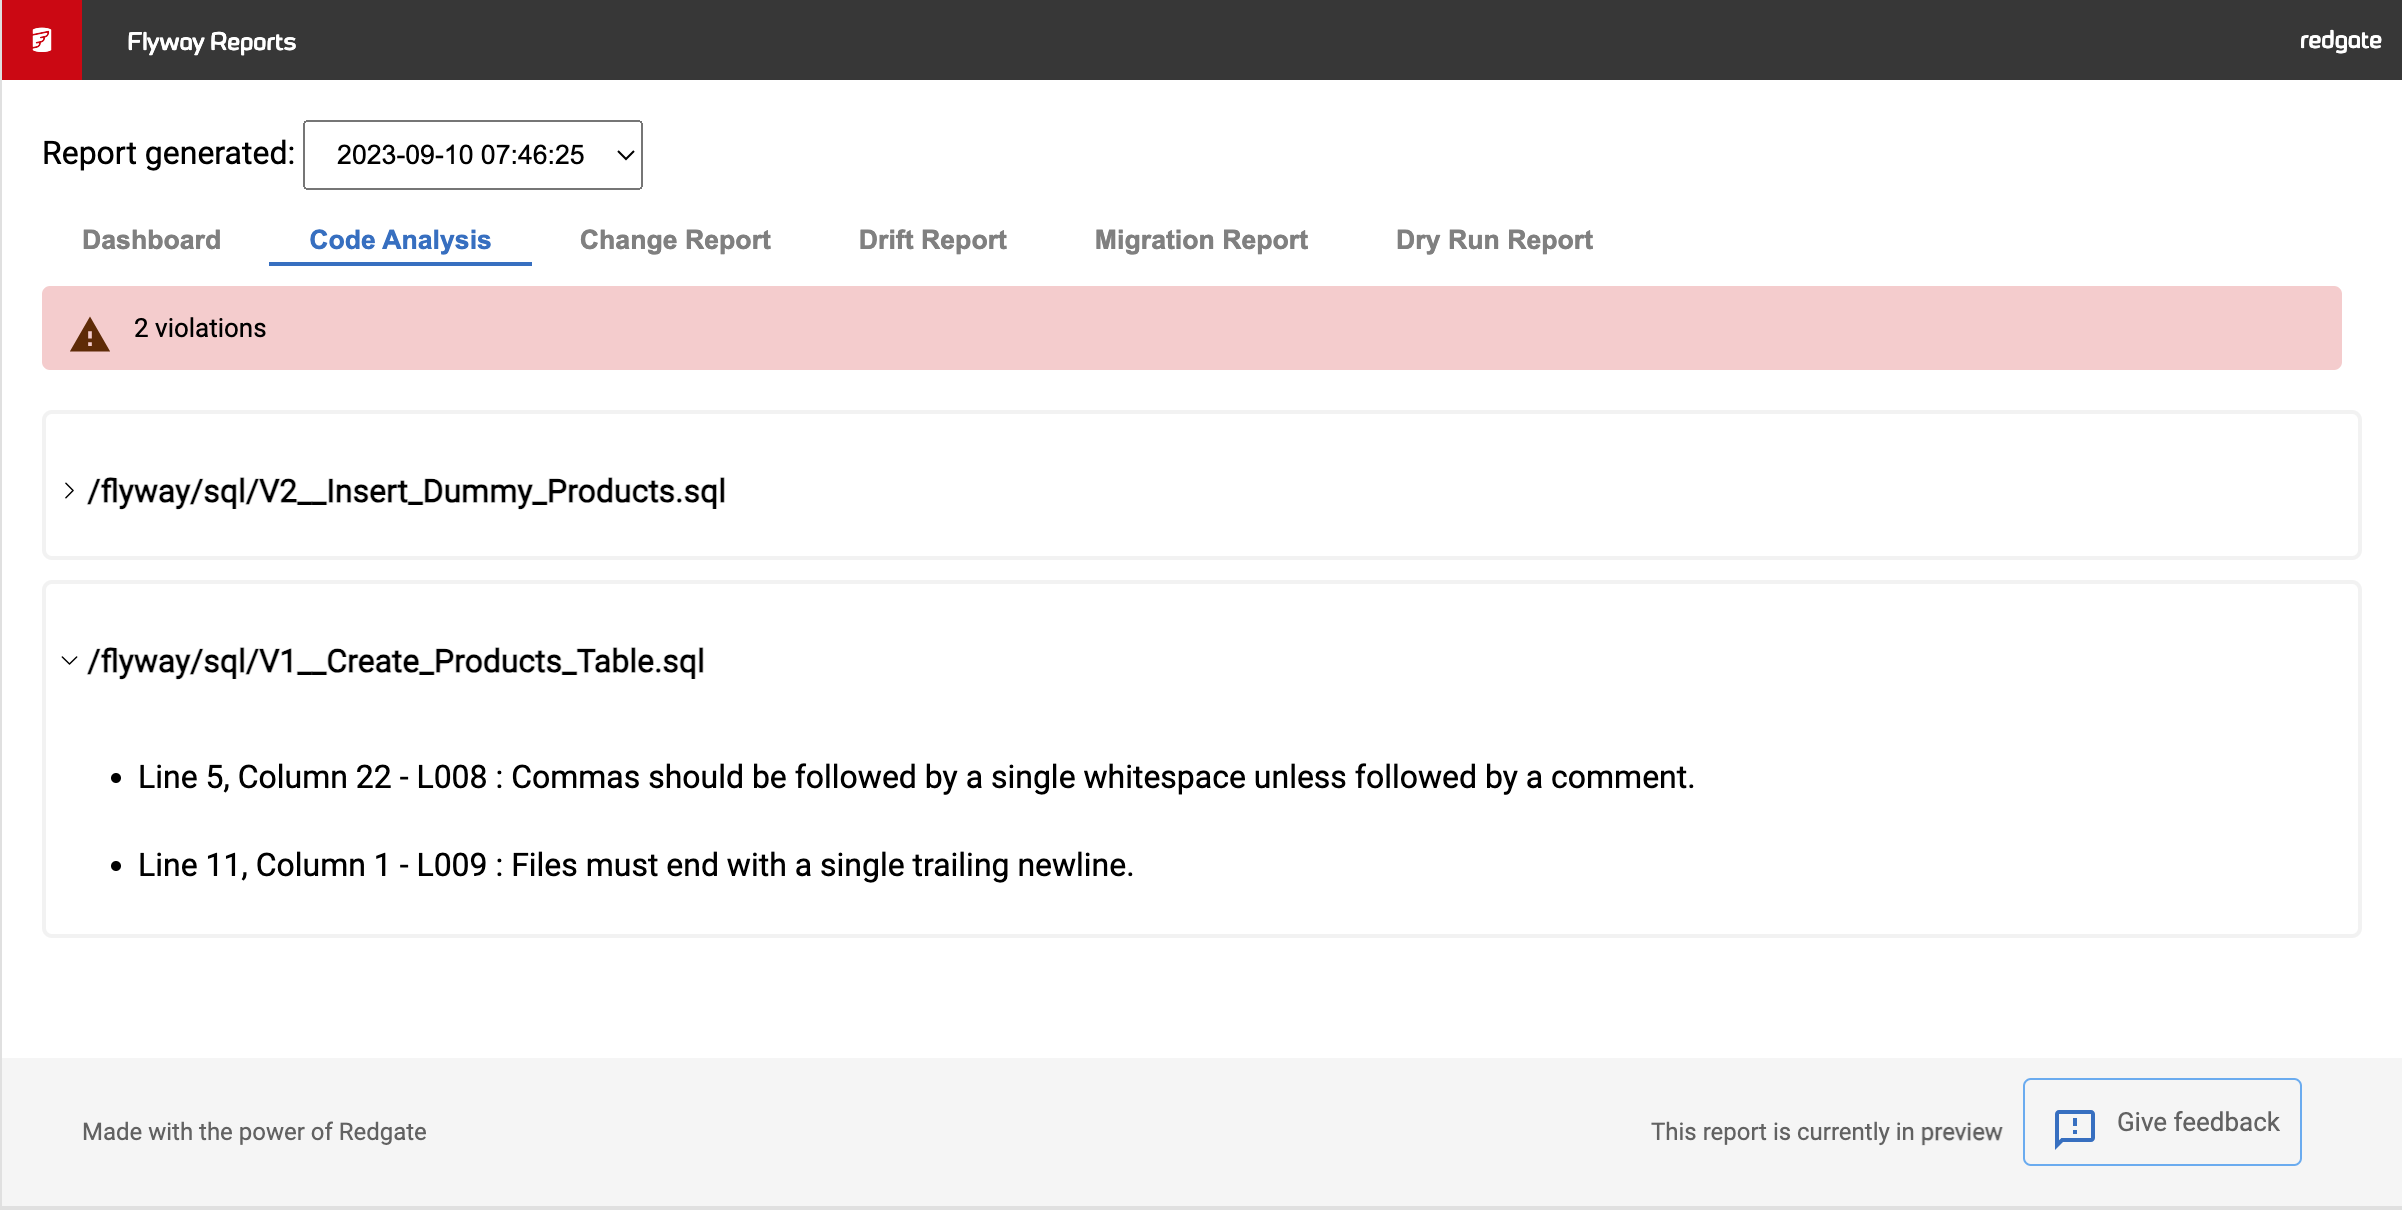 Flyway Reports
redgate
Report generated: 2023-09-10 07:46:25
Dashboard Code Analysis Change Report Drift Report Migration Report Dry Run Report
2 violations
/flyway/sql/V2__Insert_Dummy_Products.sql
/flyway/sql/V1__Create_Products_Table.sql
• Line 5, Column 22 - L008 : Commas should be followed by a single whitespace unless followed by a comment.
• Line 11, Column 1 - L009 : Files must end with a single trailing newline.
Made with the power of Redgate
This report is currently in preview
Give feedback